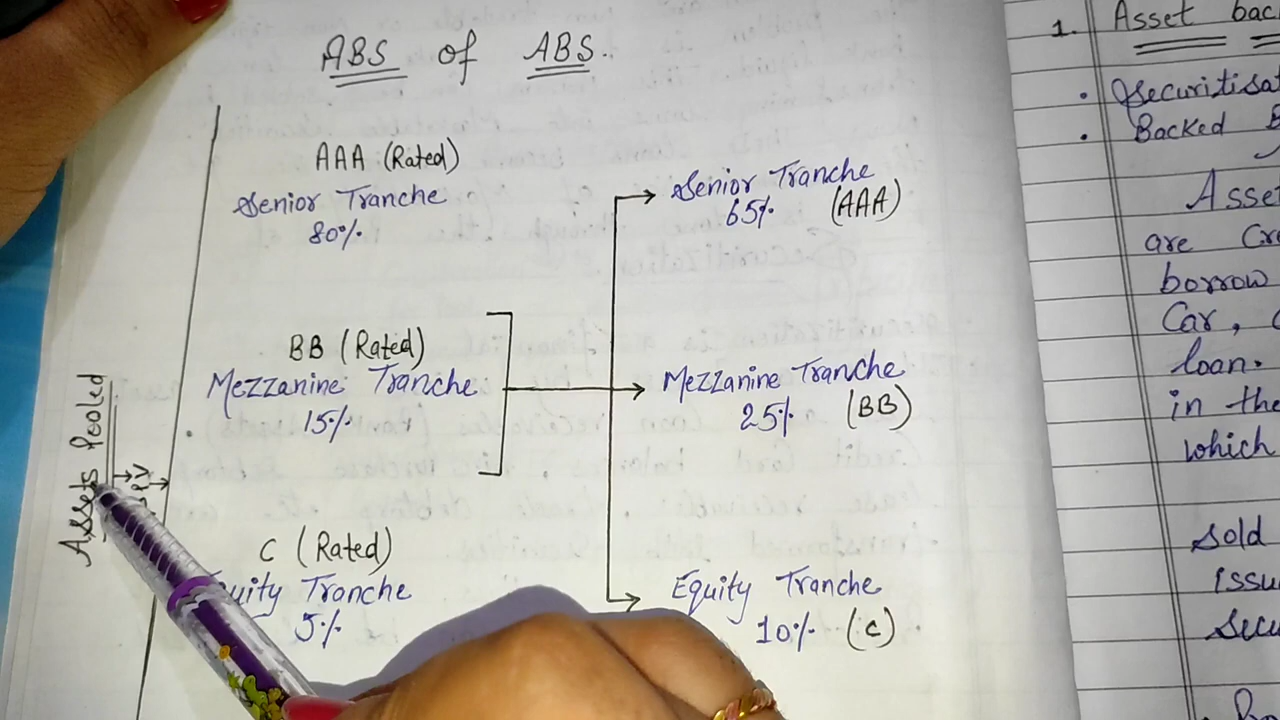 ABS of ABS.
AAA (Rated)
Senior Tranche
80%
BB (Rated)
Mezzanine Tranche
15%
C (Rated)
Equity Tranche
5%
Senior Tranche
65% (AAA)
Mezzanine Tranche
25% (BB)
Equity Tranche
10% (C)
Assets Pooled
1. Asset bac
• Securitisat
• Backed B
Asse
are Cre
borrow
Car,
loan.
in the
which
sold
issu
Secu